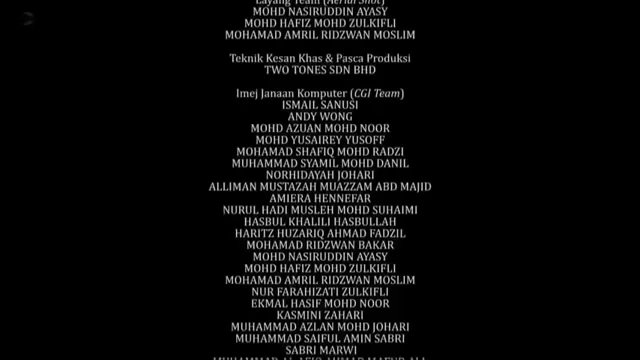 Layang Team (Aerial Shot)
MOHD NASIRUDDIN AYASY
MOHD HAFIZ MOHD ZULKIFLI
MOHAMAD AMRIL RIDZWAN MOSLIM
Teknik Kesan Khas & Pasca Produksi
TWO TONES SDN BHD
Imej Janaan Komputer (CGI Team)
ISMAIL SANUSI
ANDY WONG
MOHD AZUAN MOHD NOOR
MOHD YUSAIREY YUSOFF
MOHAMAD SHAFIQ MOHD RADZI
MUHAMMAD SYAMIL MOHD DANIL
NORHIDAYAH JOHARI
ALLIMAN MUSTAZAH MUAZZAM ABD MAJID
AMIERA HENNEFAR
NURUL HADI MUSLEH MOHD SUHAIMI
HASBUL KHALILI HASBULLAH
HARITZ HUZARIQ AHMAD FADZIL
MOHAMAD RIDZWAN BAKAR
MOHD NASIRUDDIN AYASY
MOHD HAFIZ MOHD ZULKIFLI
MOHAMAD AMRIL RIDZWAN MOSLIM
NUR FARAHIZATI ZULKIFLI
EKMAL HASIF MOHD NOOR
KASMINI ZAHARI
MUHAMMAD AZLAN MOHD JOHARI
MUHAMMAD SAIFUL AMIN SABRI
SABRI MARWI